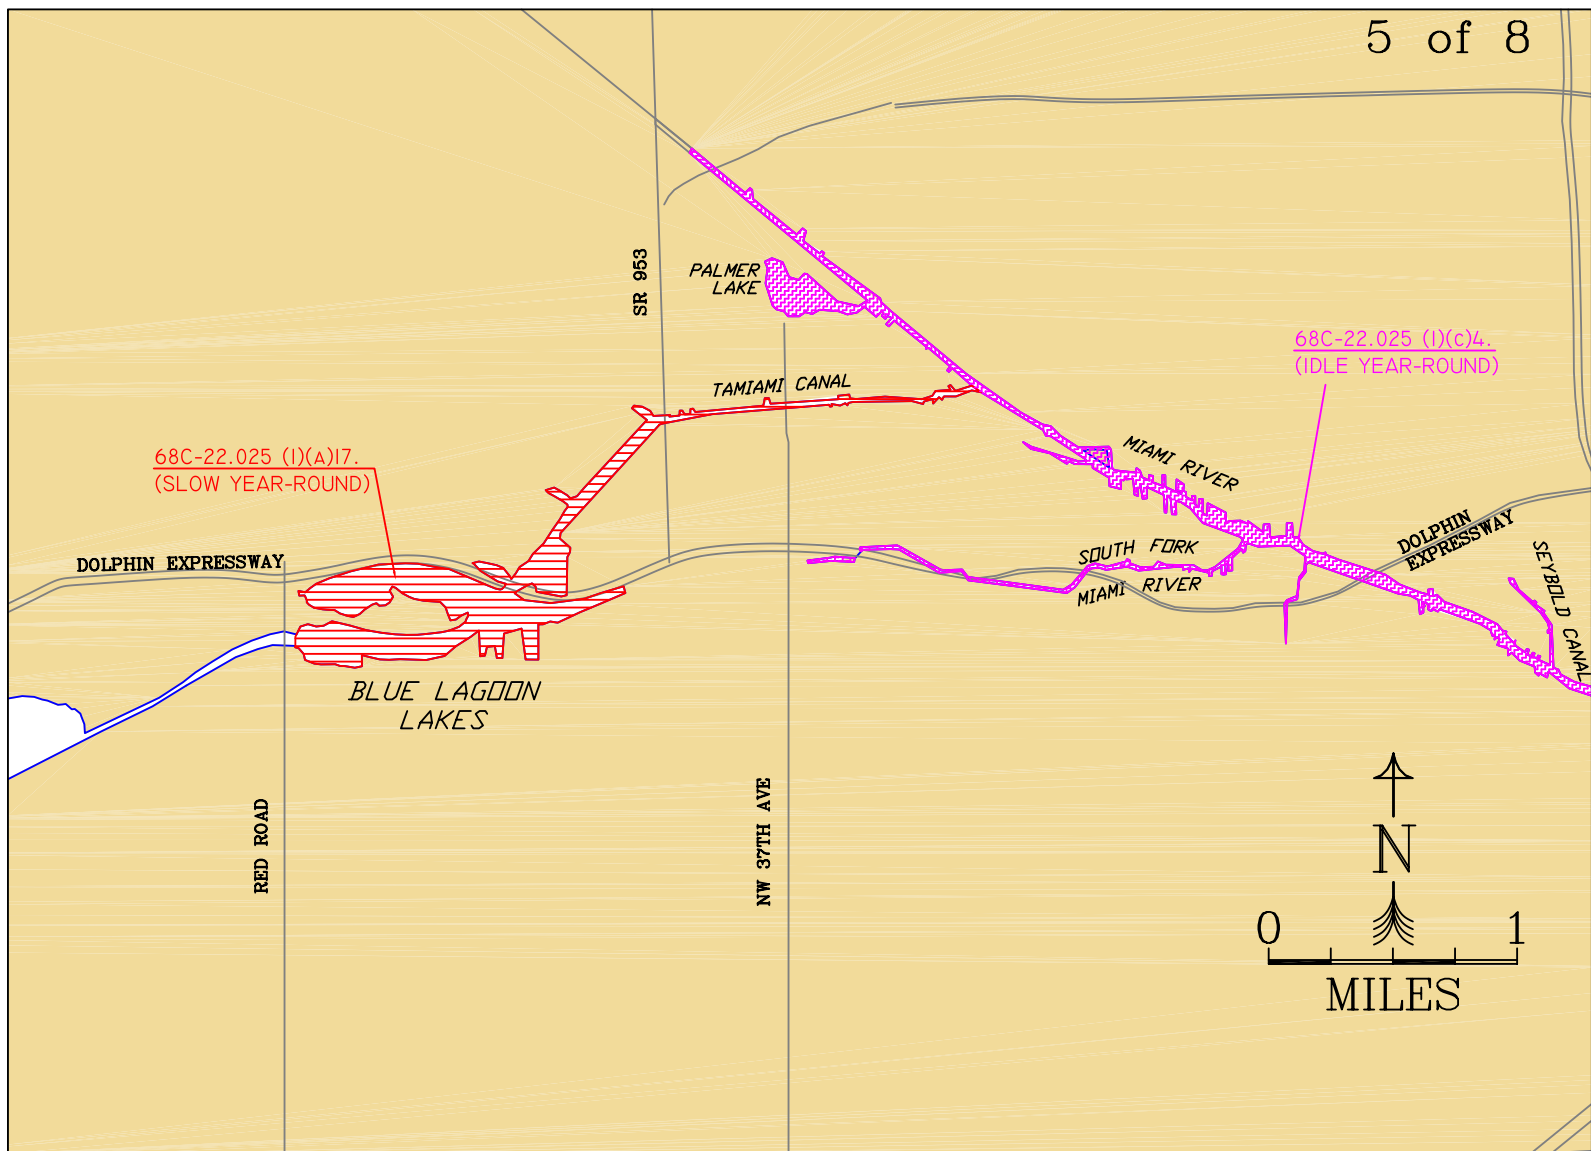 5 of 8
SR 953
PALMER
LAKE
68C-22.025 (1)(c)4.
(IDLE YEAR-ROUND)
TAMIAMI CANAL
68C-22.025 (1)(A)17.
(SLOW YEAR-ROUND)
MIAMI RIVER
DOLPHIN
EXPRESSWAY
SOUTH FORK
MIAMI RIVER
SEYBOLD CANAL
DOLPHIN EXPRESSWAY
BLUE LAGOON
LAKES
RED ROAD
NW 37TH AVE
N
0 1
MILES